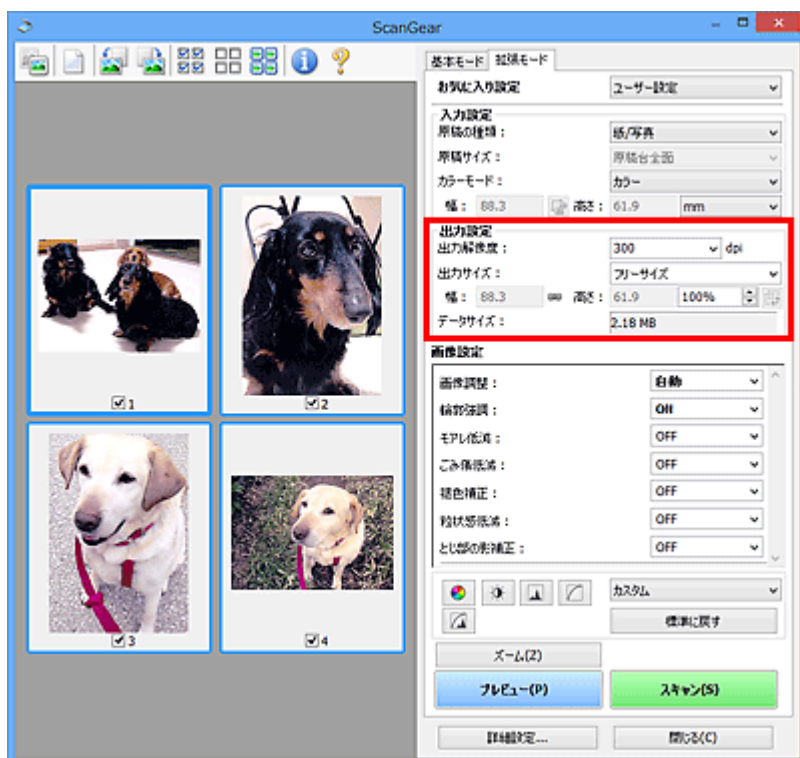 ScanGear
基本モード 拡張モード
お気に入り設定 ユーザー設定
入力設定
原稿の種類： 紙/写真
原稿サイズ： 原稿台全面
カラーモード： カラー
幅： 88.3 高さ： 61.9 mm
出力設定
出力解像度： 300 dpi
出力サイズ： フリーサイズ
幅： 88.3 高さ： 61.9 100%
データサイズ： 2.18 MB
画像設定
画像調整： 自動
輪郭強調： ON
モアレ低減： OFF
ごみ傷低減： OFF
褪色補正： OFF
粒状感低減： OFF
とじ部の影補正： OFF
カスタム
標準に戻す
ズーム(Z)
プレビュー(P) スキャン(S)
詳細設定... 閉じる(C)
1
2
3
4